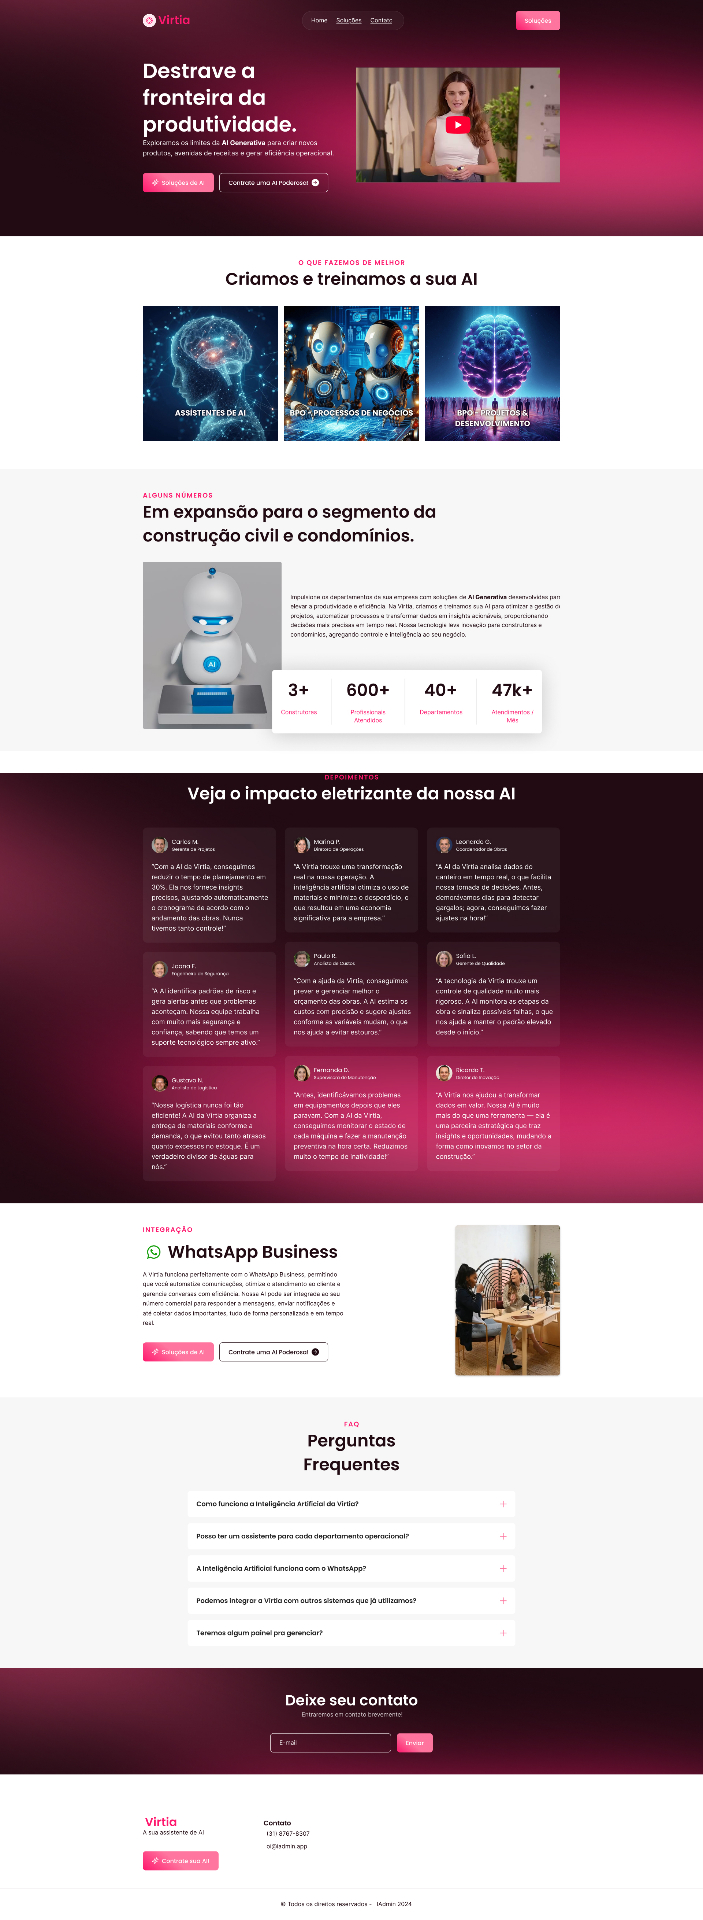 Virtia
Home Soluções Contato
Soluções
Destrave a
fronteira da
produtividade.
Exploramos os limites da AI Generativa para criar novos
produtos, avenidas de receitas e gerar eficiência operacional.
Soluções de AI
Contrate uma AI Poderosa!
O QUE FAZEMOS DE MELHOR
Criamos e treinamos a sua AI
ASSISTENTES DE AI
BPO - PROCESSOS DE NEGÓCIOS
BPO - PROJETOS &
DESENVOLVIMENTO
ALGUNS NÚMEROS
Em expansão para o segmento da
construção civil e condomínios.
AI
Impulsione os departamentos da sua empresa com soluções de AI Generativa desenvolvidas para
elevar a produtividade e eficiência. Na Virtia, criamos e treinamos sua AI para otimizar a gestão de
projetos, automatizar processos e transformar dados em insights acionáveis, proporcionando
decisões mais precisas em tempo real. Nossa tecnologia leva inovação para construtoras e
condomínios, agregando controle e inteligência ao seu negócio.
3+
Construtoras
600+
Profissionais
Atendidos
40+
Departamentos
47k+
Atendimentos /
Mês
DEPOIMENTOS
Veja o impacto eletrizante da nossa AI
Carlos M.
Gerente de Projetos
“Com a AI da Virtia, conseguimos
reduzir o tempo de planejamento em
30%. Ela nos fornece insights
precisos, ajustando automaticamente
o cronograma de acordo com o
andamento das obras. Nunca
tivemos tanto controle!”
Joana F.
Engenheira de Segurança
“A AI identifica padrões de risco e
gera alertas antes que problemas
aconteçam. Nossa equipe trabalha
com muito mais segurança e
confiança, sabendo que temos um
suporte tecnológico sempre ativo.”
Gustavo N.
Analista de Logística
“Nossa logística nunca foi tão
eficiente! A AI da Virtia organiza a
entrega de materiais conforme a
demanda, o que evitou tanto atrasos
quanto excessos no estoque. É um
verdadeiro divisor de águas para
nós.”
Marina P.
Diretora de Operações
“A Virtia trouxe uma transformação
real na nossa operação. A
inteligência artificial otimiza o uso de
materiais e minimiza o desperdício, o
que resultou em uma economia
significativa para a empresa.”
Paulo R.
Analista de Custos
“Com a ajuda da Virtia, conseguimos
prever e gerenciar melhor o
orçamento das obras. A AI estima os
custos com precisão e sugere ajustes
conforme as variáveis mudam, o que
nos ajuda a evitar estouros.”
Fernanda D.
Supervisora de Manutenção
“Antes, identificávamos problemas
em equipamentos depois que eles
paravam. Com a AI da Virtia,
conseguimos monitorar o estado de
cada máquina e fazer a manutenção
preventiva na hora certa. Reduzimos
muito o tempo de inatividade!”
Leonardo G.
Coordenador de Obras
“A AI da Virtia analisa dados do
canteiro em tempo real, o que facilita
nossa tomada de decisões. Antes,
demorávamos dias para detectar
gargalos; agora, conseguimos fazer
ajustes na hora!”
Sofia L.
Gerente de Qualidade
“A tecnologia da Virtia trouxe um
controle de qualidade muito mais
rigoroso. A AI monitora as etapas da
obra e sinaliza possíveis falhas, o que
nos ajuda a manter o padrão elevado
desde o início.”
Ricardo T.
Diretor de Inovação
“A Virtia nos ajudou a transformar
dados em valor. Nossa AI é muito
mais do que uma ferramenta — ela é
uma parceira estratégica que traz
insights e oportunidades, mudando a
forma como inovamos no setor da
construção.”
INTEGRAÇÃO
WhatsApp Business
A Virtia funciona perfeitamente com o WhatsApp Business, permitindo
que você automatize comunicações, otimize o atendimento ao cliente e
gerencie conversas com eficiência. Nossa AI pode ser integrada ao seu
número comercial para responder a mensagens, enviar notificações e
até coletar dados importantes, tudo de forma personalizada e em tempo
real.
Soluções de AI
Contrate uma AI Poderosa!
FAQ
Perguntas
Frequentes
Como funciona a Inteligência Artificial da Virtia?
Posso ter um assistente para cada departamento operacional?
A Inteligência Artificial funciona com o WhatsApp?
Podemos integrar a Virtia com outros sistemas que já utilizamos?
Teremos algum painel pra gerenciar?
Deixe seu contato
Entraremos em contato brevemente!
E-mail
Enviar
Virtia
A sua assistente de AI
Contrate sua AI!
Contato
(31) 8767-8307
oi@iadmin.app
© Todos os direitos reservados - IAdmin 2024